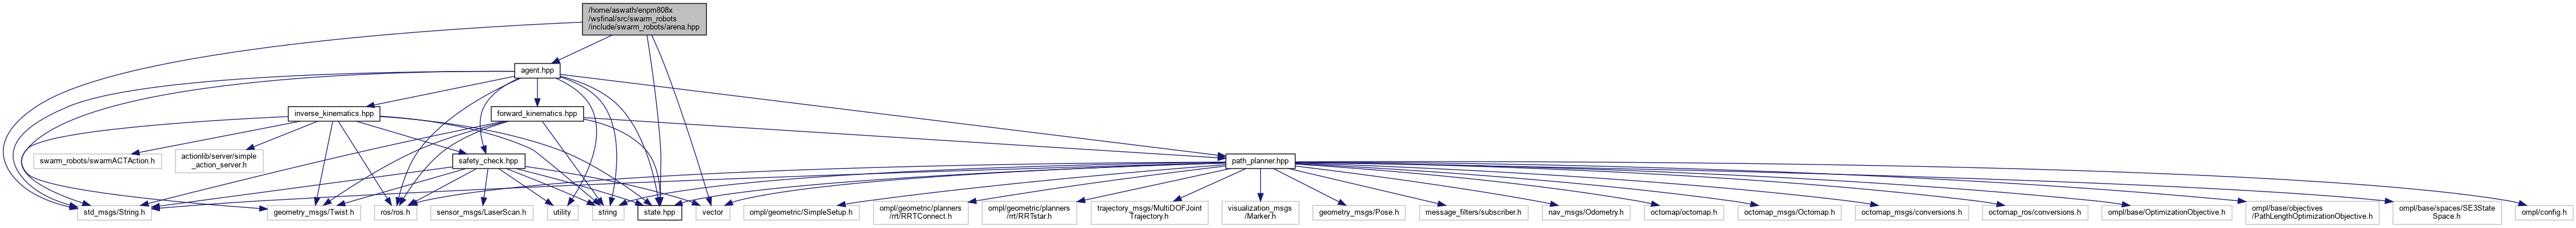 /home/aswath/enpm808x
/wsfinal/src/swarm_robots
/include/swarm_robots/arena.hpp
agent.hpp
inverse_kinematics.hpp
forward_kinematics.hpp
swarm_robots/swarmACTAction.h
actionlib/server/simple
_action_server.h
safety_check.hpp
path_planner.hpp
std_msgs/String.h
geometry_msgs/Twist.h
ros/ros.h
sensor_msgs/LaserScan.h
utility
string
state.hpp
vector
ompl/geometric/SimpleSetup.h
ompl/geometric/planners
/rrt/RRTConnect.h
ompl/geometric/planners
/rrt/RRTstar.h
trajectory_msgs/MultiDOFJoint
Trajectory.h
visualization_msgs
/Marker.h
geometry_msgs/Pose.h
message_filters/subscriber.h
nav_msgs/Odometry.h
octomap/octomap.h
octomap_msgs/Octomap.h
octomap_msgs/conversions.h
octomap_ros/conversions.h
ompl/base/OptimizationObjective.h
ompl/base/objectives
/PathLengthOptimizationObjective.h
ompl/base/spaces/SE3State
Space.h
ompl/config.h